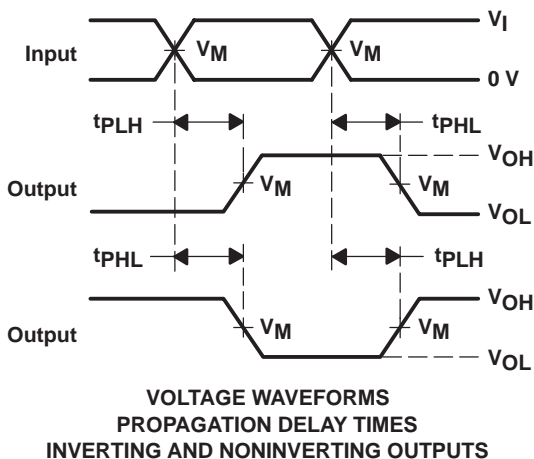 VI
Input
VM
VM
0 V
tPLH
tPHL
VOH
Output
VM
VM
VOL
tPHL
tPLH
VOH
Output
VM
VM
VOL
VOLTAGE WAVEFORMS
PROPAGATION DELAY TIMES
INVERTING AND NONINVERTING OUTPUTS